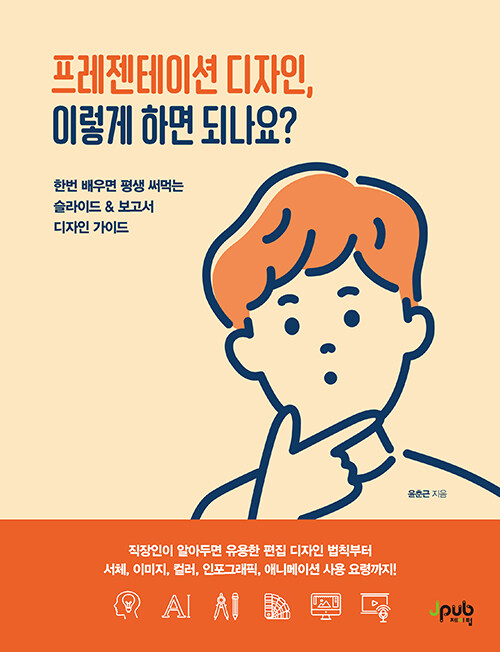 프레젠테이션 디자인,
이렇게 하면 되나요?
한번 배우면 평생 써먹는
슬라이드 & 보고서
디자인 가이드
윤춘근 지음
직장인이 알아두면 유용한 편집 디자인 법칙부터
서체, 이미지, 컬러, 인포그래픽, 애니메이션 사용 요령까지!
AI
Jpub
제이펍